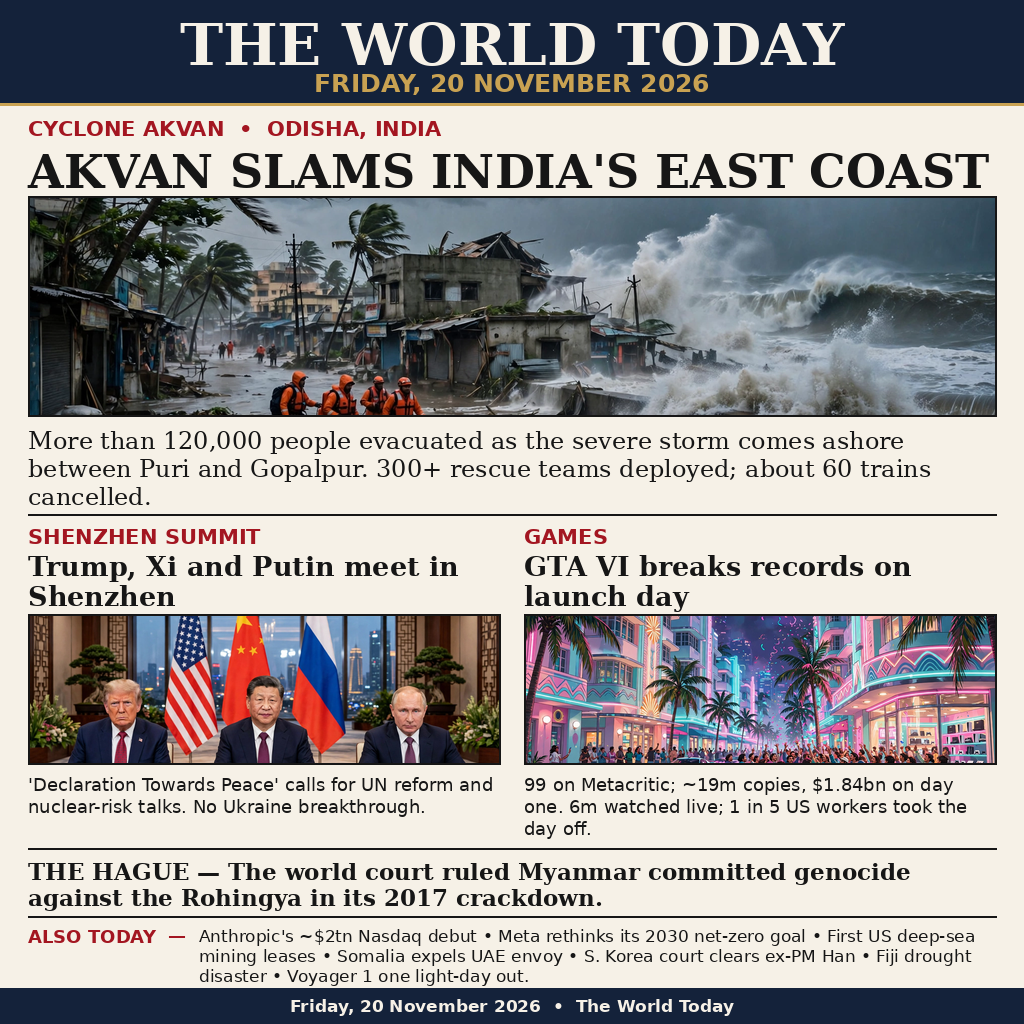 THE WORLD TODAY
FRIDAY, 20 NOVEMBER 2026
CYCLONE AKVAN • ODISHA, INDIA
AKVAN SLAMS INDIA'S EAST COAST
More than 120,000 people evacuated as the severe storm comes ashore
between Puri and Gopalpur. 300+ rescue teams deployed; about 60 trains
cancelled.
SHENZHEN SUMMIT
Trump, Xi and Putin meet in
Shenzhen
'Declaration Towards Peace' calls for UN reform and
nuclear-risk talks. No Ukraine breakthrough.
GAMES
GTA VI breaks records on
launch day
99 on Metacritic; ~19m copies, $1.84bn on day
one. 6m watched live; 1 in 5 US workers took the
day off.
THE HAGUE — The world court ruled Myanmar committed genocide
against the Rohingya in its 2017 crackdown.
ALSO TODAY — Anthropic's ~$2tn Nasdaq debut • Meta rethinks its 2030 net-zero goal • First US deep-sea
mining leases • Somalia expels UAE envoy • S. Korea court clears ex-PM Han • Fiji drought
disaster • Voyager 1 one light-day out.
Friday, 20 November 2026 • The World Today